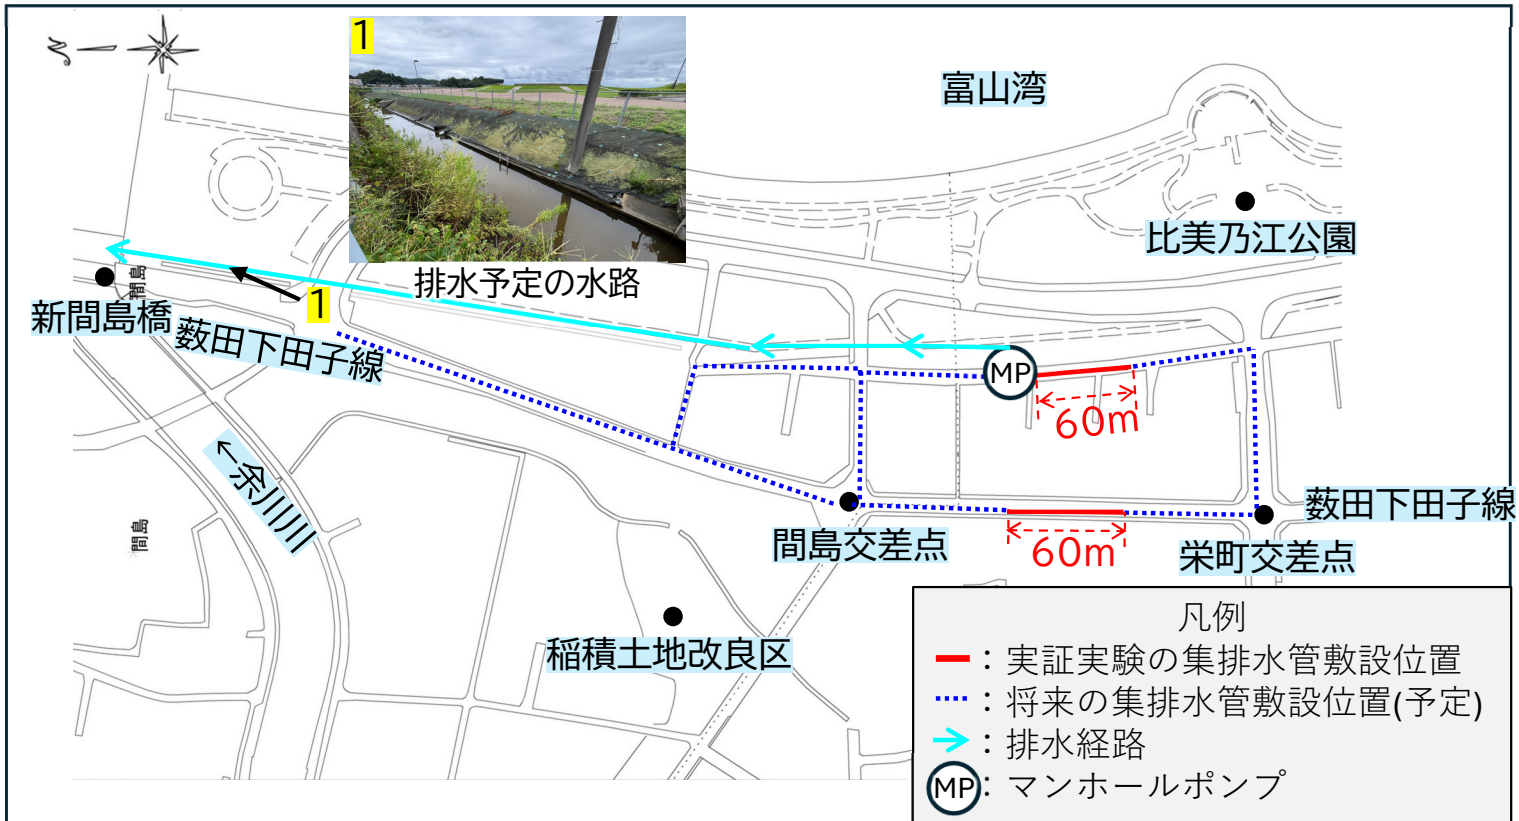 1
富山湾
比美乃江公園
排水予定の水路
間島
1
新間島橋
薮田下田子線
MP
60m
←余川川
間島
間島交差点
60m
薮田下田子線
栄町交差点
稲積土地改良区
凡例
：実証実験の集排水管敷設位置
：将来の集排水管敷設位置(予定)
：排水経路
MP：マンホールポンプ